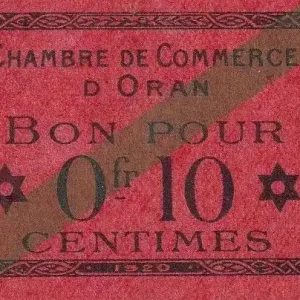 CHAMBRE DE COMMERCE
D'ORAN
BON POUR
0fr 10
CENTIMES
1920